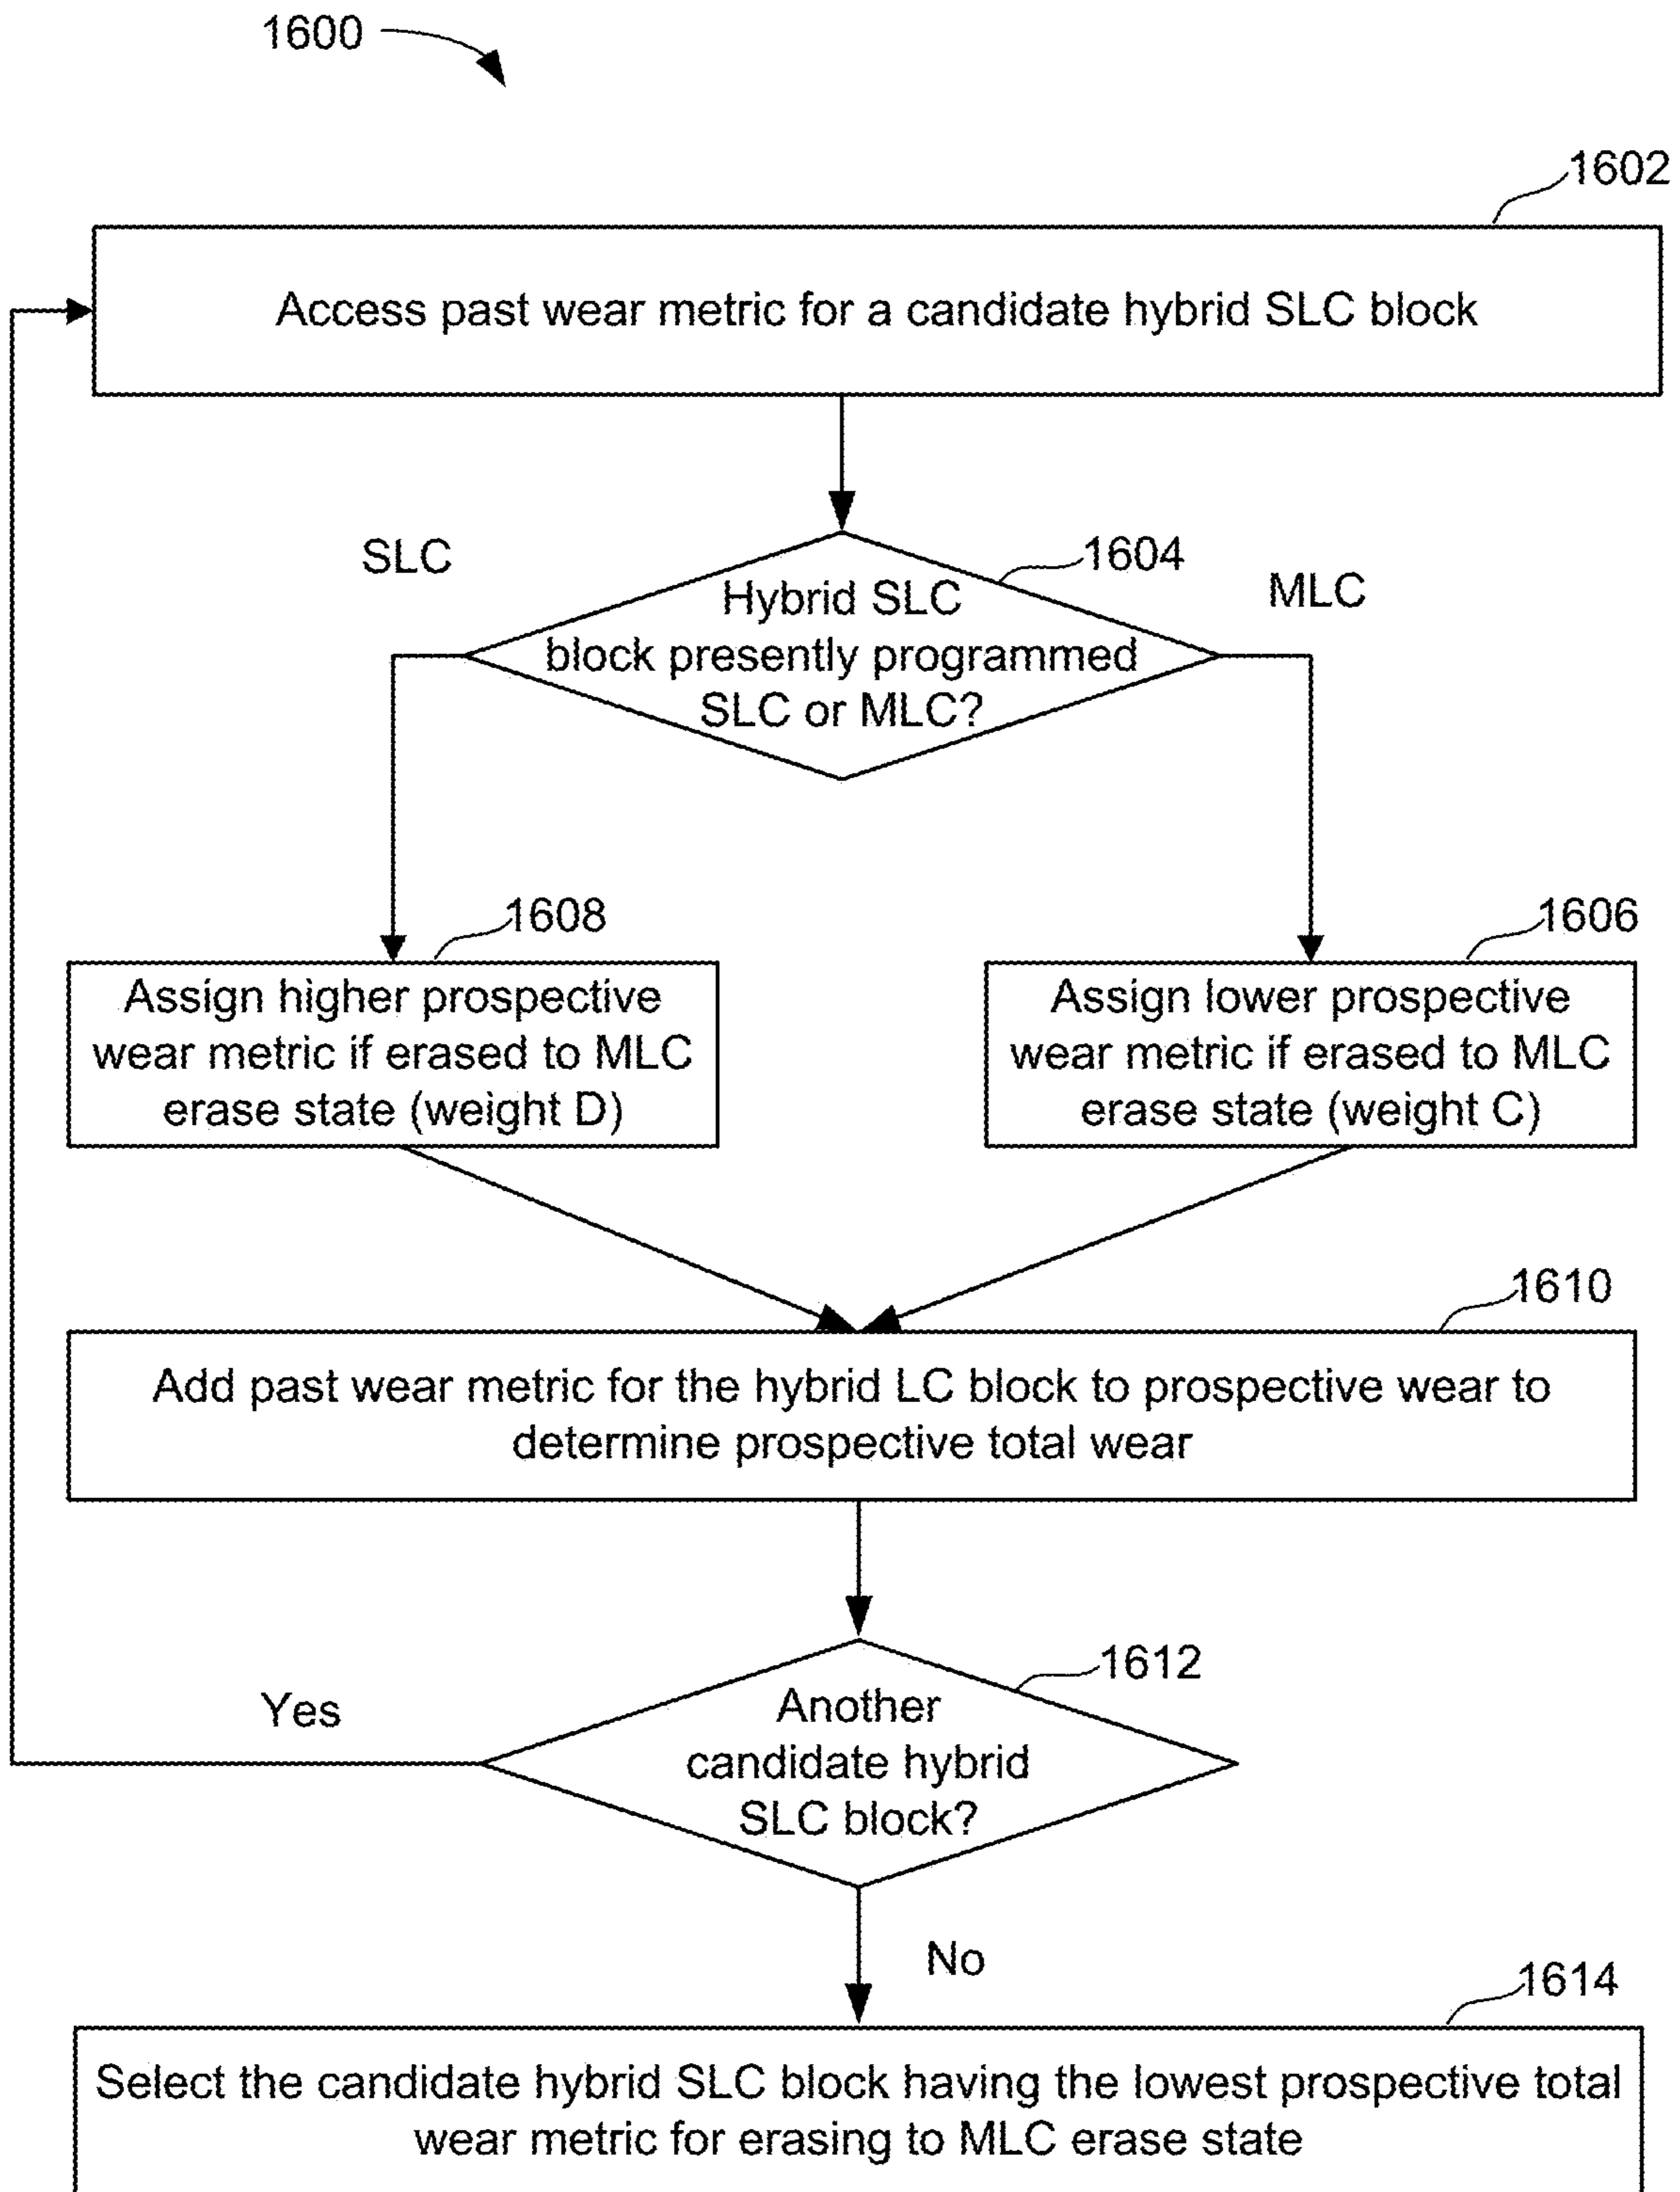 1600
1602
Access past wear metric for a candidate hybrid SLC block
SLC
1604
MLC
Hybrid SLC
block presently programmed
SLC or MLC?
1608
1606
Assign higher prospective
wear metric if erased to MLC
erase state (weight D)
Assign lower prospective
wear metric if erased to MLC
erase state (weight C)
1610
Add past wear metric for the hybrid LC block to prospective wear to
determine prospective total wear
1612
Yes
Another
candidate hybrid
SLC block?
No
1614
Select the candidate hybrid SLC block having the lowest prospective total
wear metric for erasing to MLC erase state